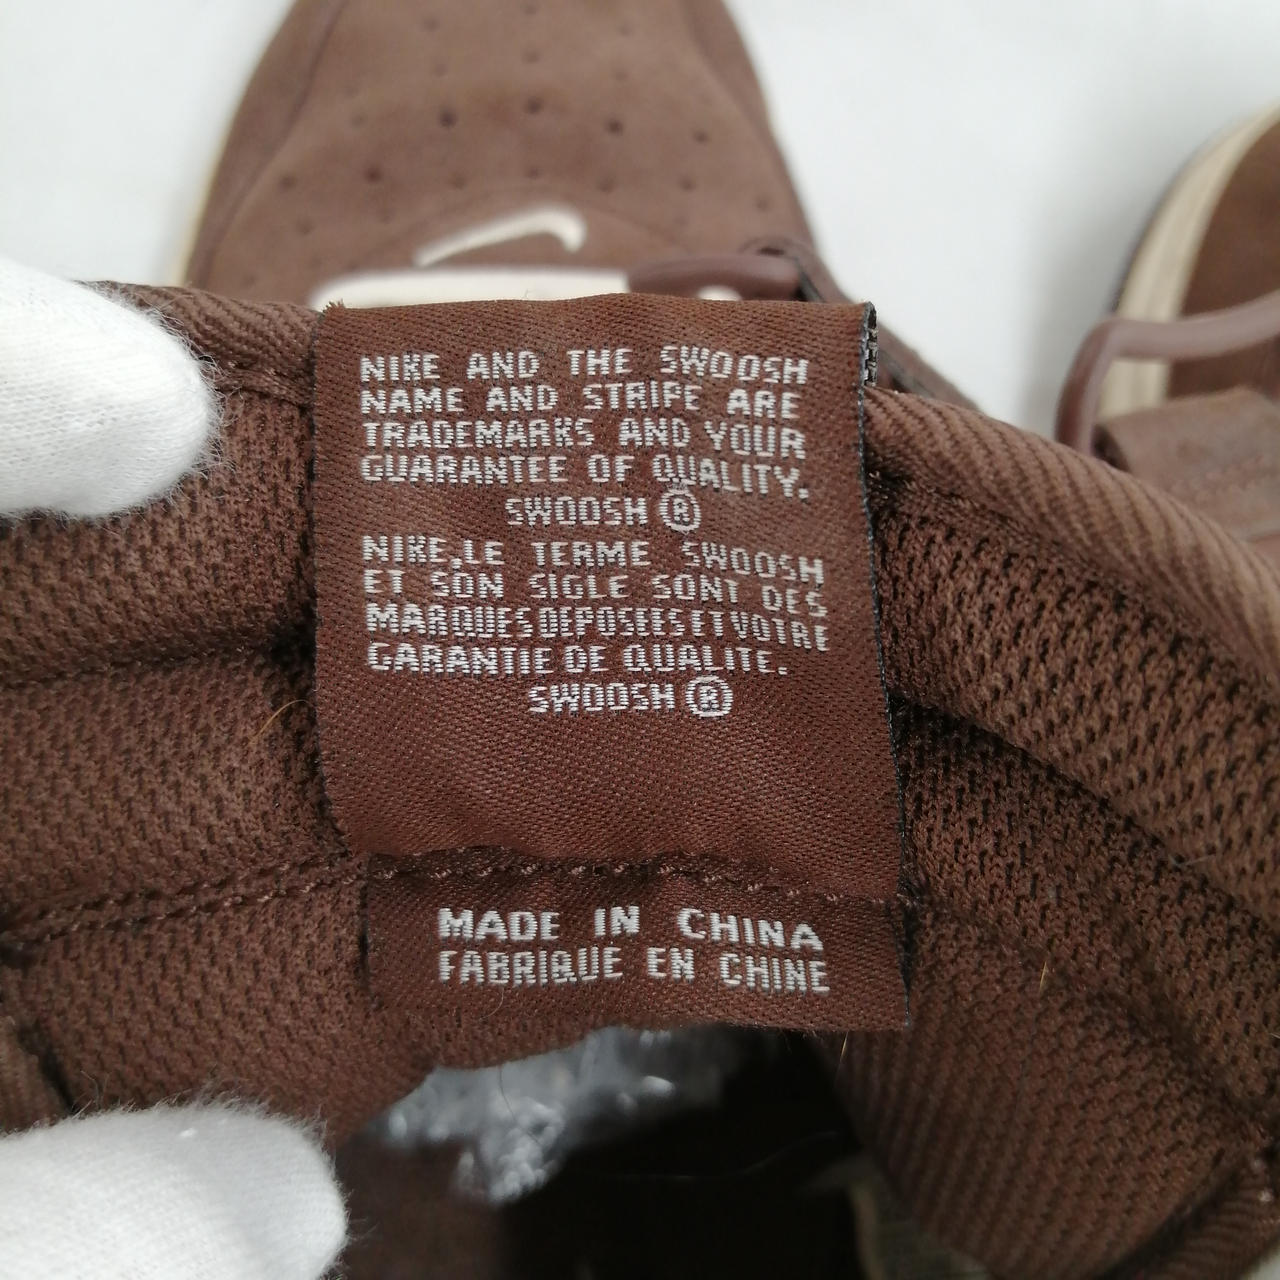 NIKE AND THE SWOOSH
NAME AND STRIPE ARE
TRADEMARKS AND YOUR
GUARANTEE OF QUALITY.
SWOOSH ®
NIKE,LE TERME SWOOSH
ET SON SIGLE SONT DES
MARQUES DEPOSEES ET VOTRE
GARANTIE DE QUALITE.
SWOOSH ®
MADE IN CHINA
FABRIQUE EN CHINE